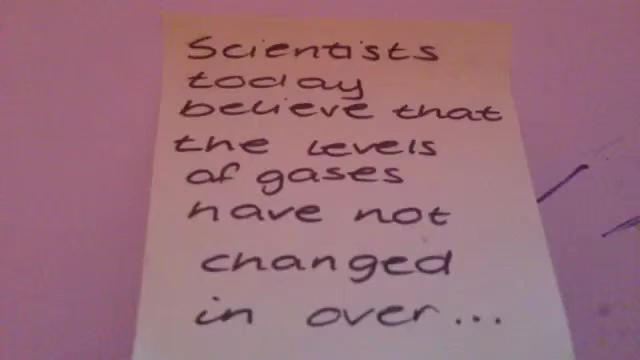 Scientists
today
believe that
the levels
of gases
have not
changed
in over...